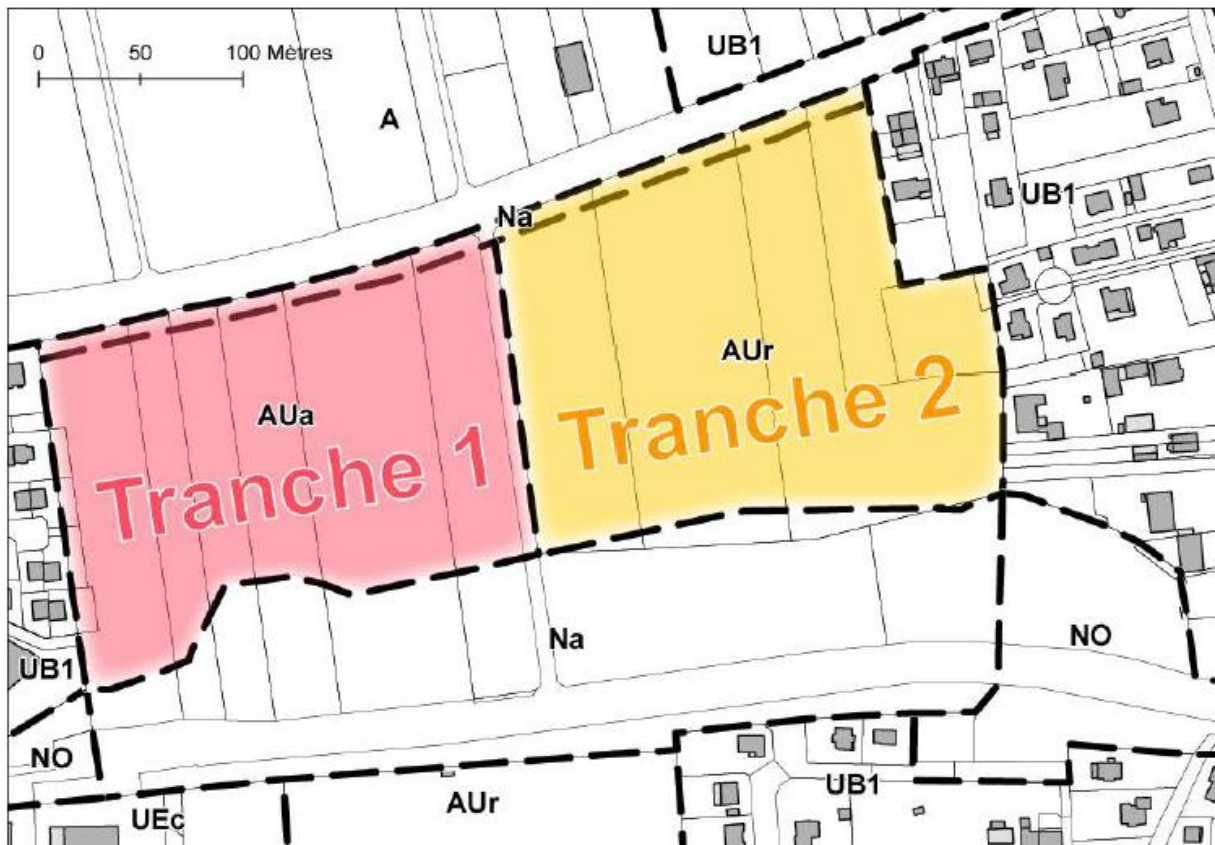 0 50 100 Mètres
UB1
A
UB1
Na
AUr
AUa
Tranche 2
Tranche 1
Na
NO
UB1
NO
UB1
AUr
UEc